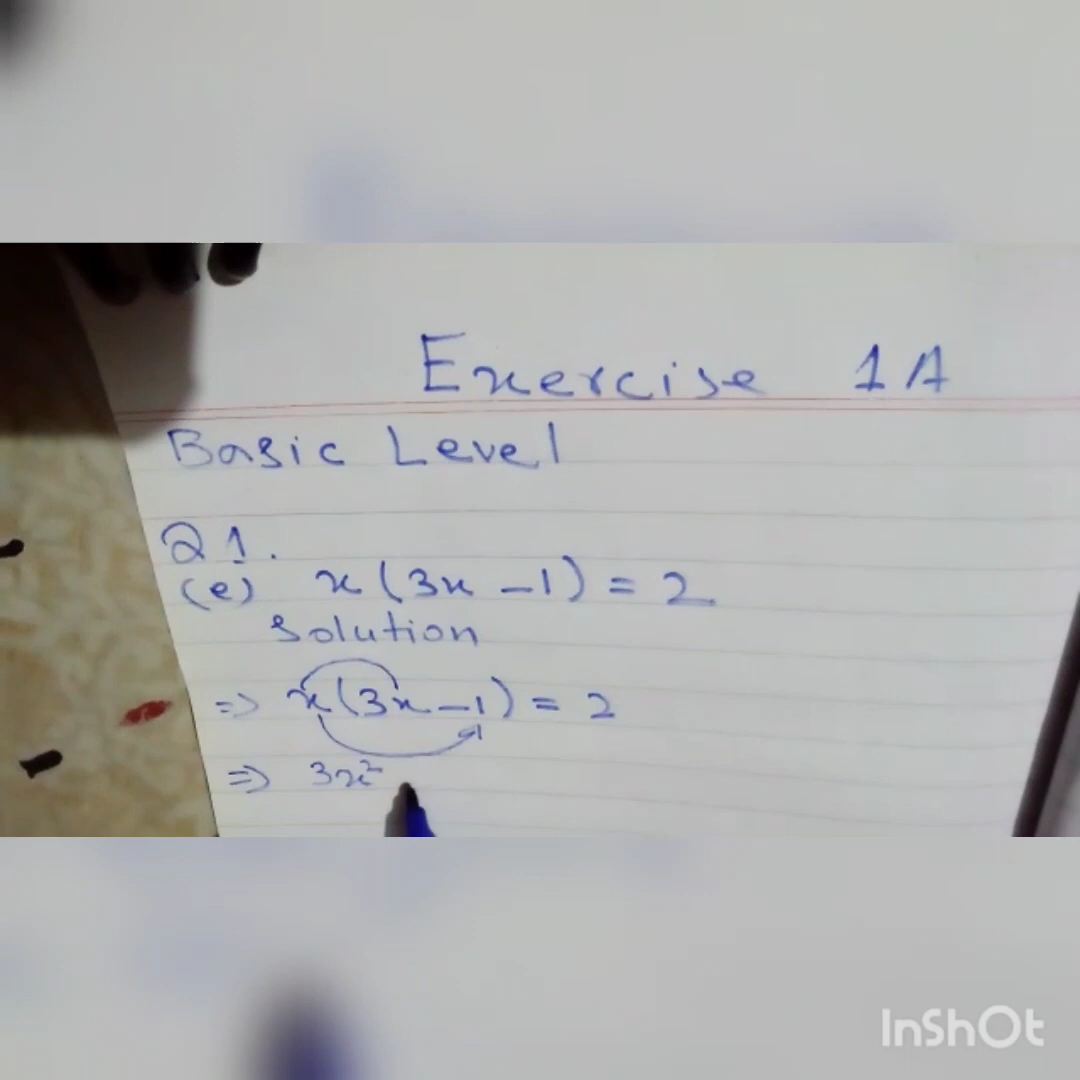 Exercise 1A
Basic Level
Q1.
(e) x(3x-1)=2
Solution
=> x(3x-1)=2
=> 3x²
InShOt